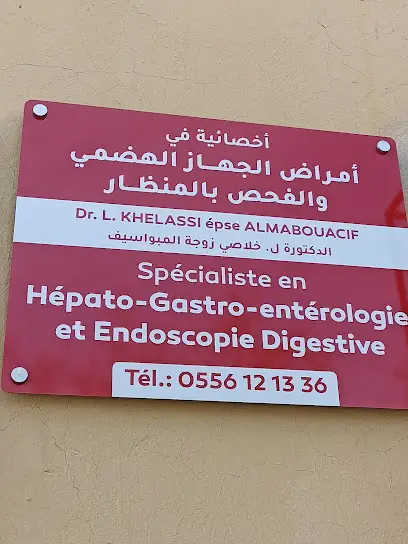 أخصائية في
أمراض الجهاز الهضمي
والفحص بالمنظار
Dr. L. KHELASSI épse ALMABOUACIF
الدكتورة ل. خلاصي زوجة المبواسيف
Spécialiste en
Hépato-Gastro-entérologie
et Endoscopie Digestive
Tél.: 0556 12 13 36